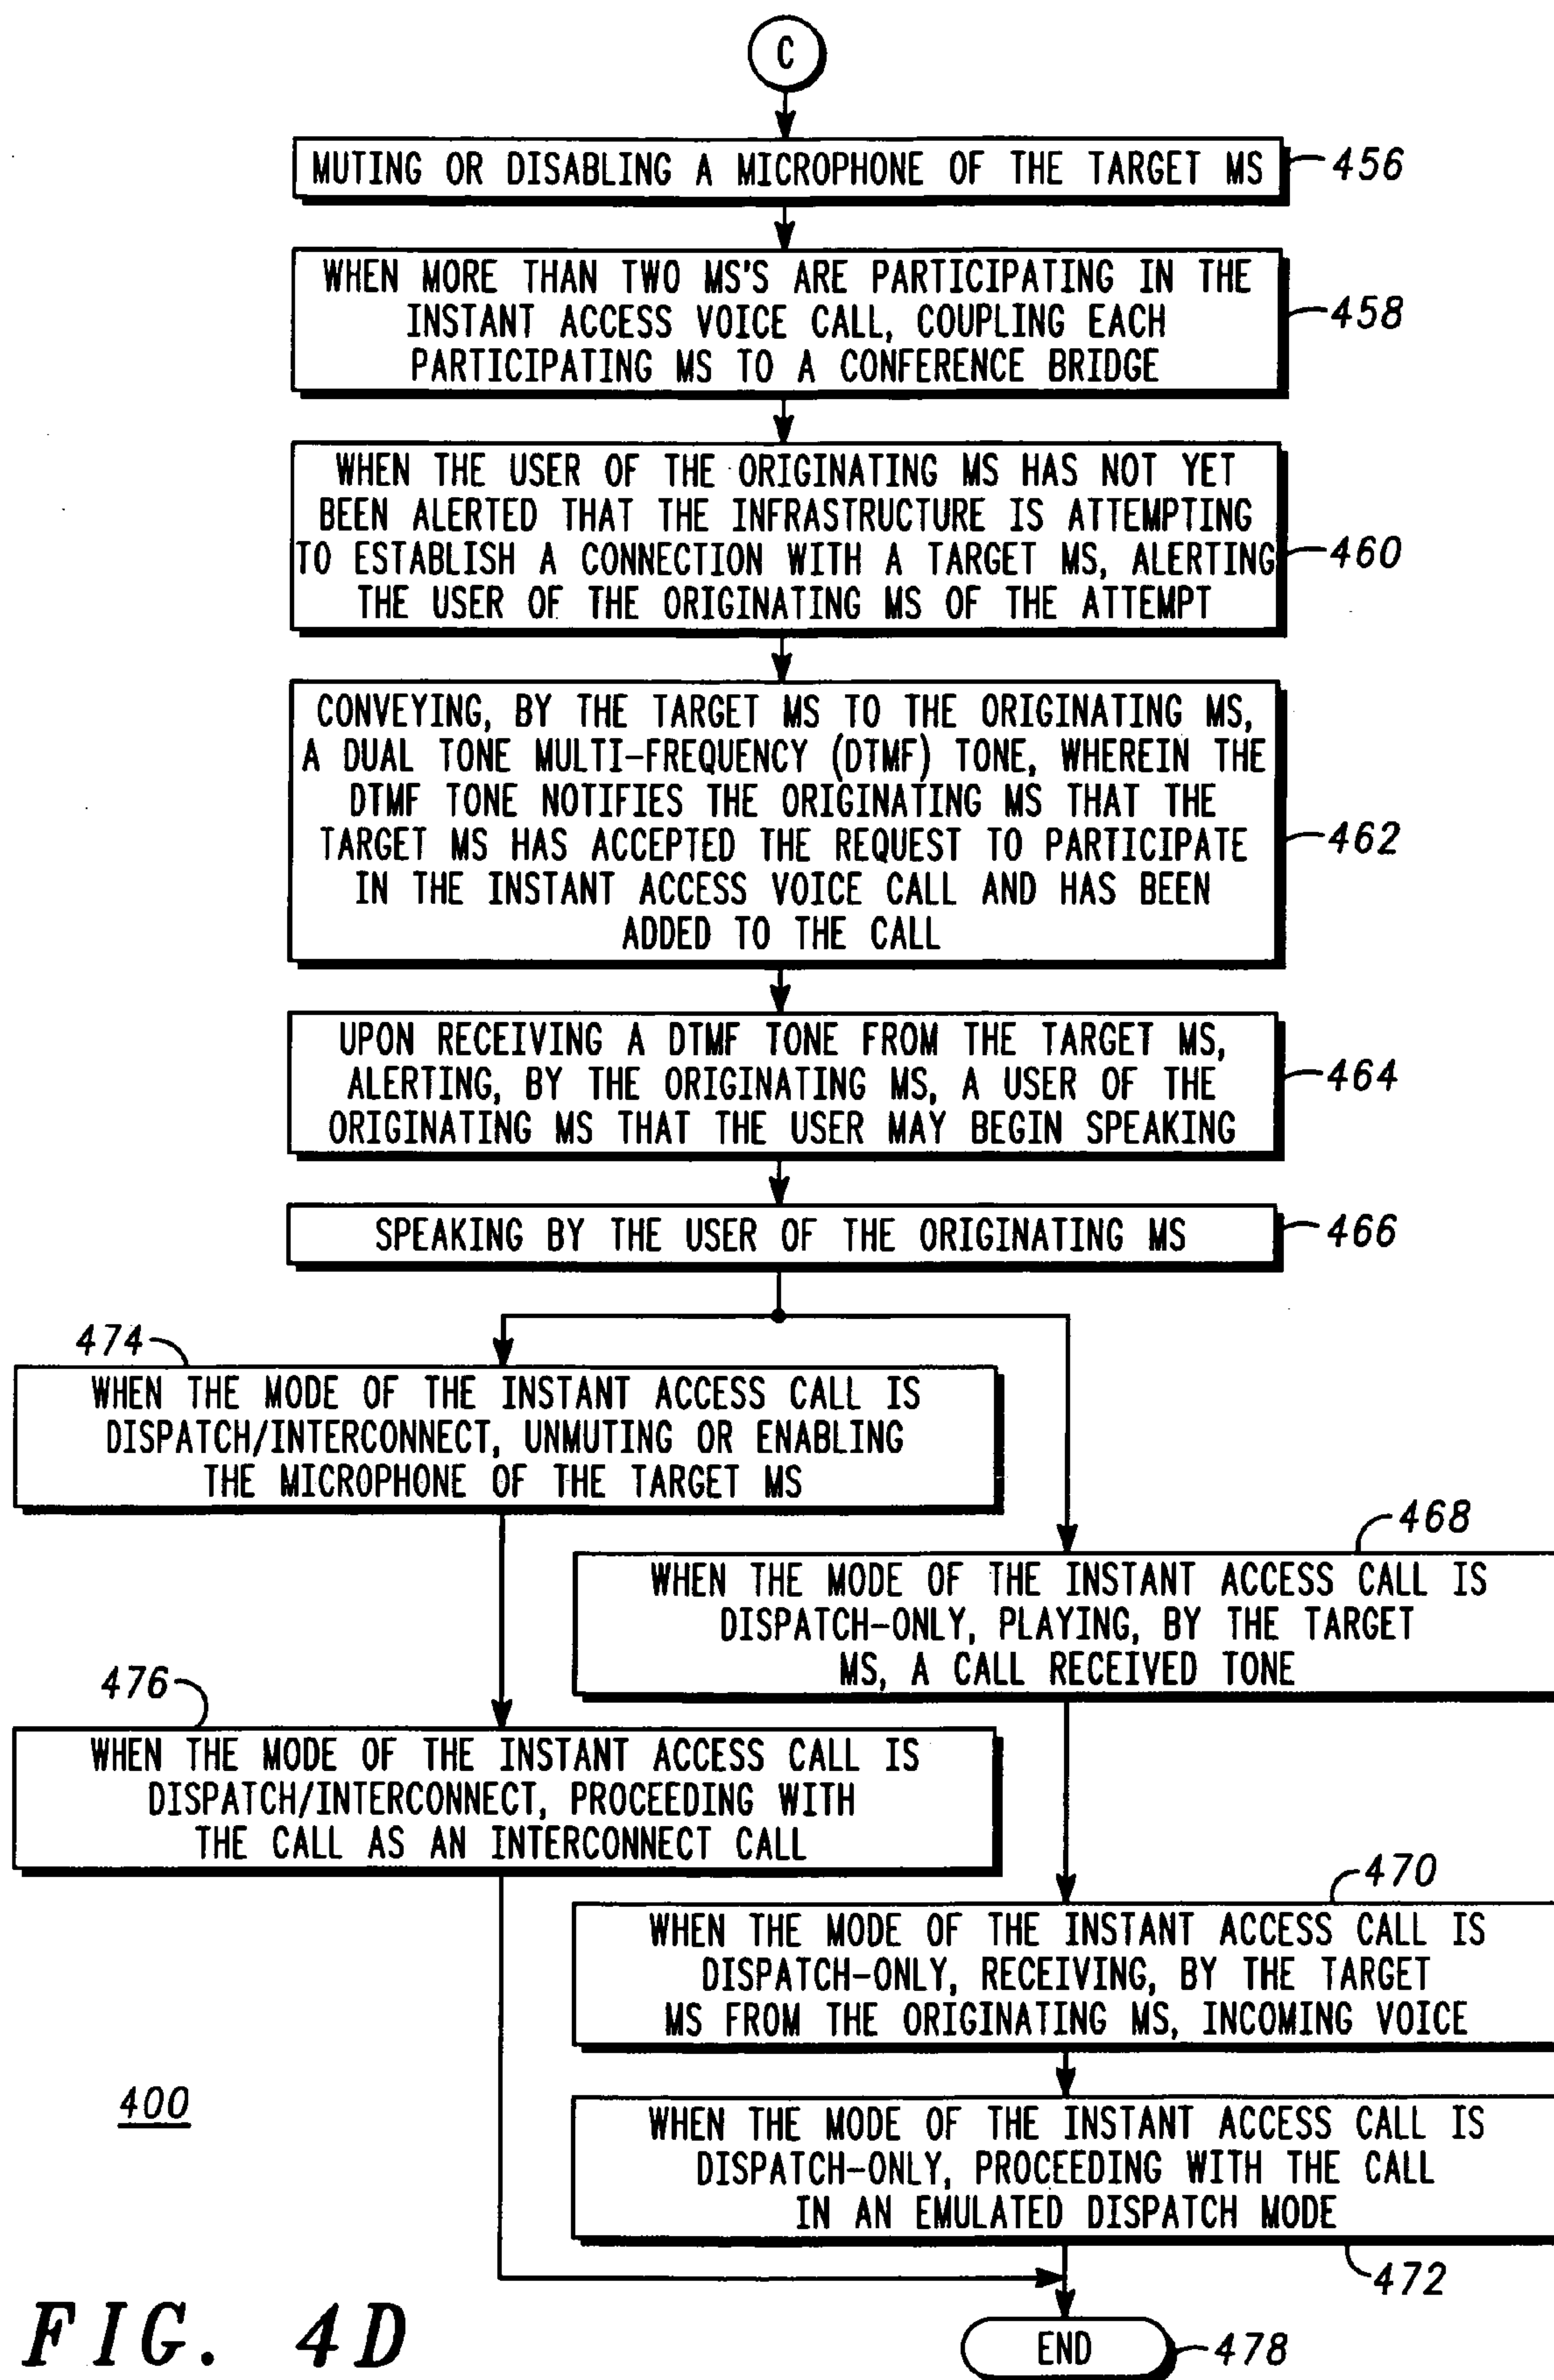 C
MUTING OR DISABLING A MICROPHONE OF THE TARGET MS
456
WHEN MORE THAN TWO MS'S ARE PARTICIPATING IN THE
INSTANT ACCESS VOICE CALL, COUPLING EACH
PARTICIPATING MS TO A CONFERENCE BRIDGE
458
WHEN THE USER OF THE ORIGINATING MS HAS NOT YET
BEEN ALERTED THAT THE INFRASTRUCTURE IS ATTEMPTING
TO ESTABLISH A CONNECTION WITH A TARGET MS, ALERTING
THE USER OF THE ORIGINATING MS OF THE ATTEMPT
460
CONVEYING, BY THE TARGET MS TO THE ORIGINATING MS,
A DUAL TONE MULTI-FREQUENCY (DTMF) TONE, WHEREIN THE
DTMF TONE NOTIFIES THE ORIGINATING MS THAT THE
TARGET MS HAS ACCEPTED THE REQUEST TO PARTICIPATE
IN THE INSTANT ACCESS VOICE CALL AND HAS BEEN
ADDED TO THE CALL
462
UPON RECEIVING A DTMF TONE FROM THE TARGET MS,
ALERTING, BY THE ORIGINATING MS, A USER OF THE
ORIGINATING MS THAT THE USER MAY BEGIN SPEAKING
464
SPEAKING BY THE USER OF THE ORIGINATING MS
466
474
WHEN THE MODE OF THE INSTANT ACCESS CALL IS
DISPATCH/INTERCONNECT, UNMUTING OR ENABLING
THE MICROPHONE OF THE TARGET MS
468
WHEN THE MODE OF THE INSTANT ACCESS CALL IS
DISPATCH-ONLY, PLAYING, BY THE TARGET
MS, A CALL RECEIVED TONE
476
WHEN THE MODE OF THE INSTANT ACCESS CALL IS
DISPATCH/INTERCONNECT, PROCEEDING WITH
THE CALL AS AN INTERCONNECT CALL
470
WHEN THE MODE OF THE INSTANT ACCESS CALL IS
DISPATCH-ONLY, RECEIVING, BY THE TARGET
MS FROM THE ORIGINATING MS, INCOMING VOICE
400
WHEN THE MODE OF THE INSTANT ACCESS CALL IS
DISPATCH-ONLY, PROCEEDING WITH THE CALL
IN AN EMULATED DISPATCH MODE
472
END
478
FIG. 4D